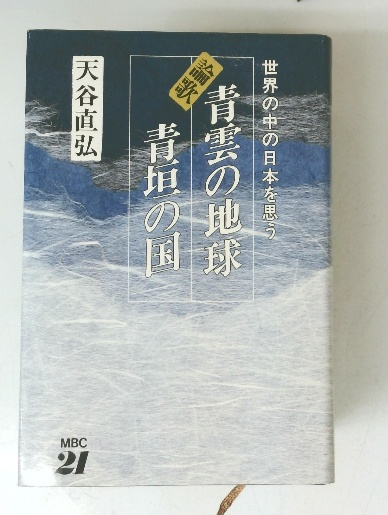 世界の中の日本を思う
論歌
青雲の地球
青垣の国
天谷直弘
MBC
21